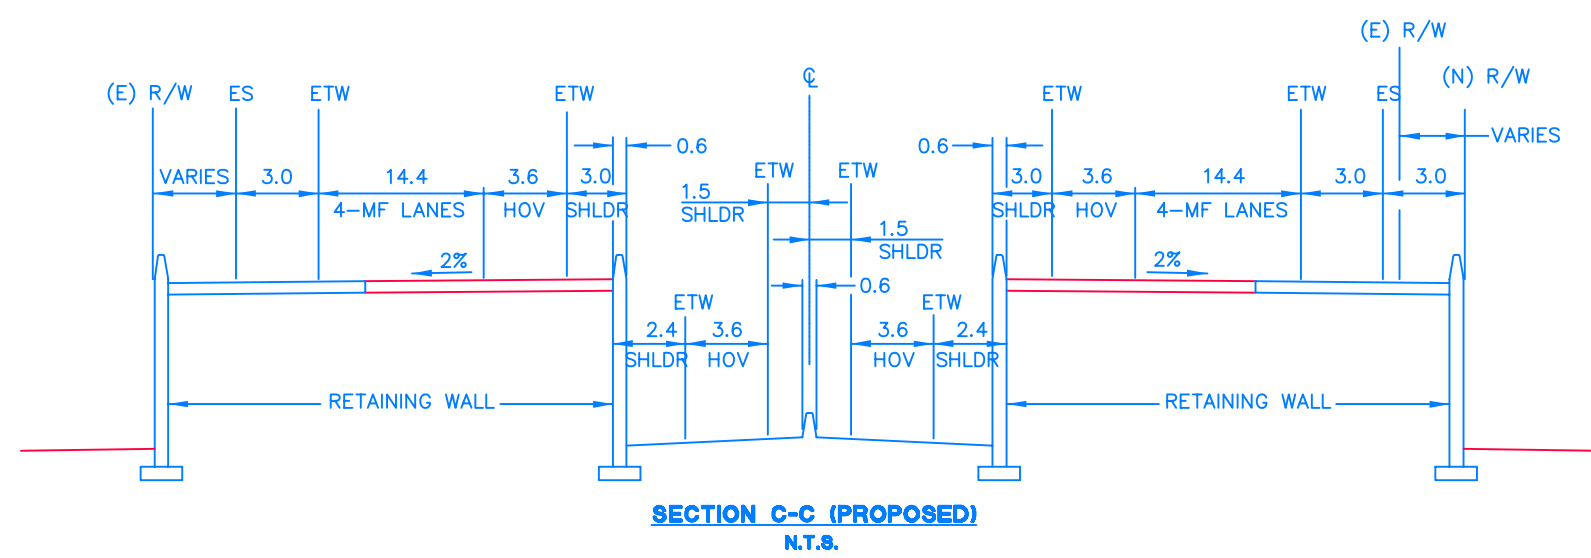 (E) R/W
℄
(N) R/W
(E) R/W ES ETW ETW ETW ETW ES
VARIES
0.6 0.6
ETW ETW
VARIES 3.0 14.4 3.6 3.0 3.0 3.6 14.4 3.0 3.0
1.5
4-MF LANES HOV SHLDR SHLDR SHLDR HOV 4-MF LANES
1.5
SHLDR
2% 2%
0.6
ETW ETW
2.4 3.6 3.6 2.4
SHLDR HOV HOV SHLDR
RETAINING WALL RETAINING WALL
SECTION C-C (PROPOSED)
N.T.S.